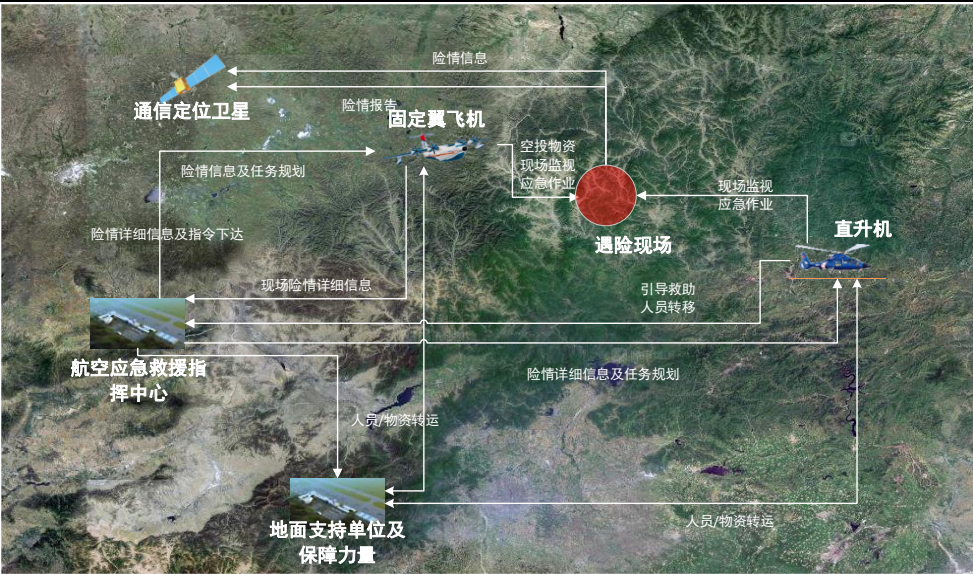 险情信息
通信定位卫星
险情报告
固定翼飞机
空投物资
现场监视
应急作业
险情信息及任务规划
现场监视
应急作业
遇险现场
直升机
险情详细信息及指令下达
现场险情详细信息
引导救助
人员转移
航空应急救援指
挥中心
险情详细信息及任务规划
人员/物资转运
地面支持单位及
保障力量
人员/物资转运